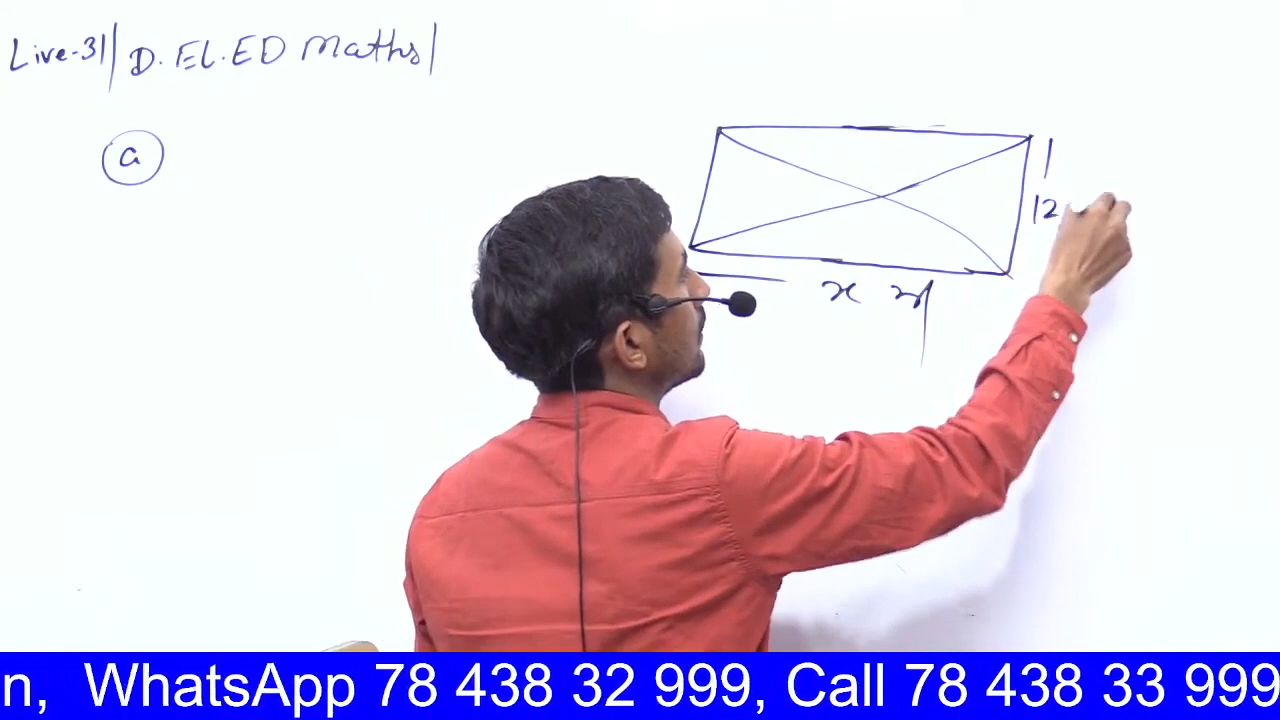 Live-31| D.EL.ED Maths|
a
12
x मी
n, WhatsApp 78 438 32 999, Call 78 438 33 999